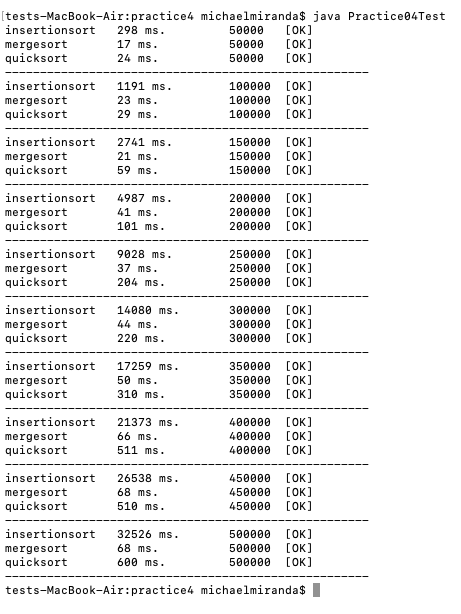 [tests-MacBook-Air:practice4 michaelmiranda$ java Practice04Test
insertionsort   298 ms.        50000   [OK]
mergesort       17 ms.         50000   [OK]
quicksort       24 ms.         50000   [OK]
----------------------------------------------------
insertionsort   1191 ms.       100000  [OK]
mergesort       23 ms.         100000  [OK]
quicksort       29 ms.         100000  [OK]
----------------------------------------------------
insertionsort   2741 ms.       150000  [OK]
mergesort       21 ms.         150000  [OK]
quicksort       59 ms.         150000  [OK]
----------------------------------------------------
insertionsort   4987 ms.       200000  [OK]
mergesort       41 ms.         200000  [OK]
quicksort       101 ms.        200000  [OK]
----------------------------------------------------
insertionsort   9028 ms.       250000  [OK]
mergesort       37 ms.         250000  [OK]
quicksort       204 ms.        250000  [OK]
----------------------------------------------------
insertionsort   14080 ms.      300000  [OK]
mergesort       44 ms.         300000  [OK]
quicksort       220 ms.        300000  [OK]
----------------------------------------------------
insertionsort   17259 ms.      350000  [OK]
mergesort       50 ms.         350000  [OK]
quicksort       310 ms.        350000  [OK]
----------------------------------------------------
insertionsort   21373 ms.      400000  [OK]
mergesort       66 ms.         400000  [OK]
quicksort       511 ms.        400000  [OK]
----------------------------------------------------
insertionsort   26538 ms.      450000  [OK]
mergesort       68 ms.         450000  [OK]
quicksort       510 ms.        450000  [OK]
----------------------------------------------------
insertionsort   32526 ms.      500000  [OK]
mergesort       68 ms.         500000  [OK]
quicksort       600 ms.        500000  [OK]
----------------------------------------------------
tests-MacBook-Air:practice4 michaelmiranda$